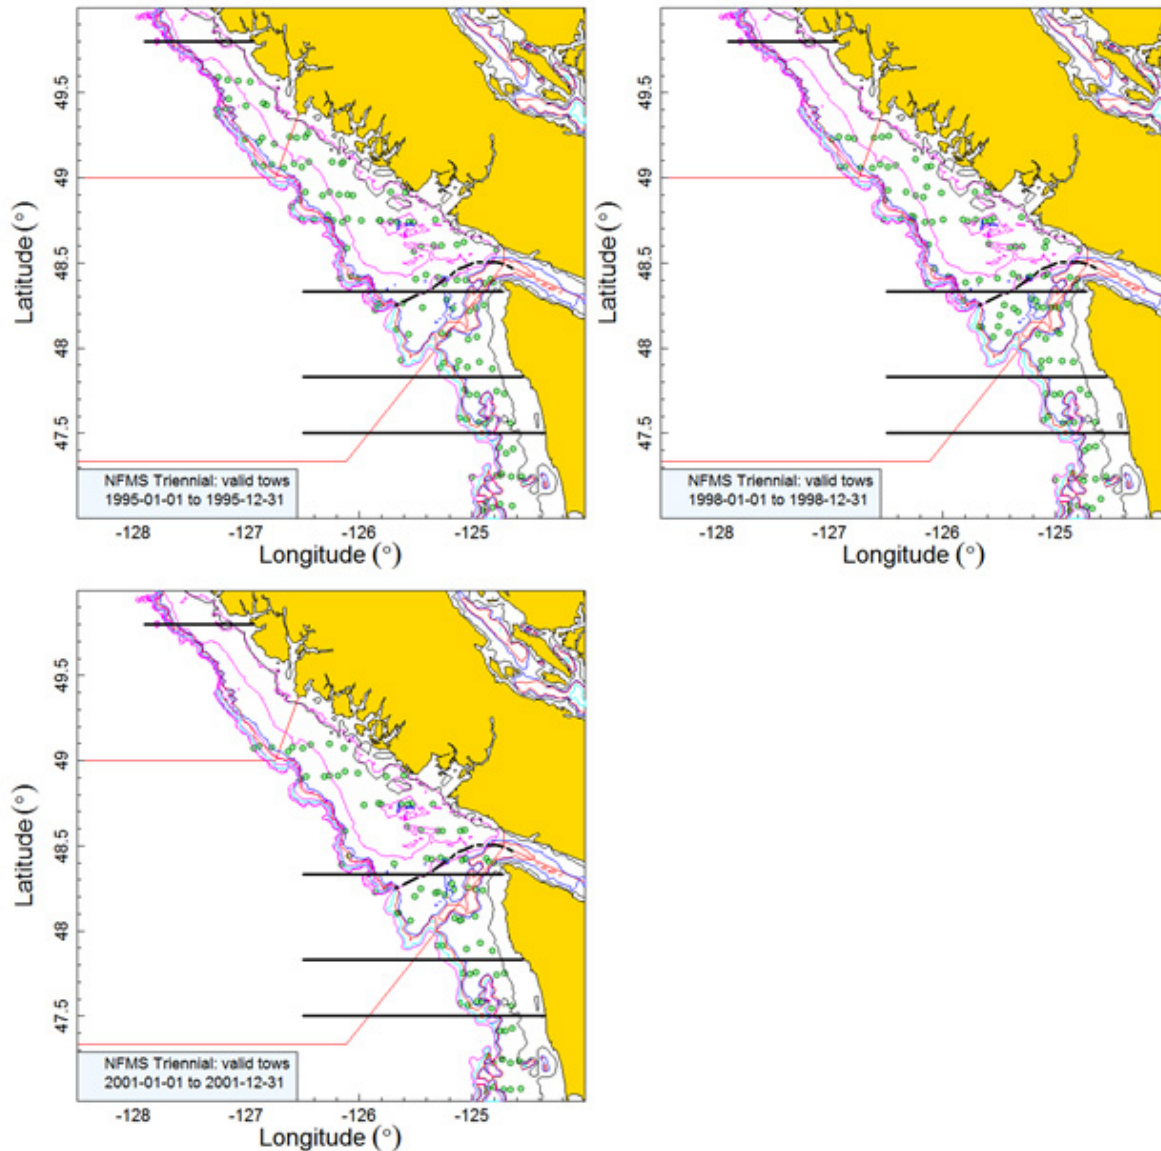 49.5
49
48.5
48
47.5
Latitude (°)
NFMS Triennial: valid tows
1995-01-01 to 1995-12-31
-128
-127
-126
-125
Longitude (°)
49.5
49
48.5
48
47.5
Latitude (°)
NFMS Triennial: valid tows
1998-01-01 to 1998-12-31
-128
-127
-126
-125
Longitude (°)
49.5
49
48.5
48
47.5
Latitude (°)
NFMS Triennial: valid tows
2001-01-01 to 2001-12-31
-128
-127
-126
-125
Longitude (°)